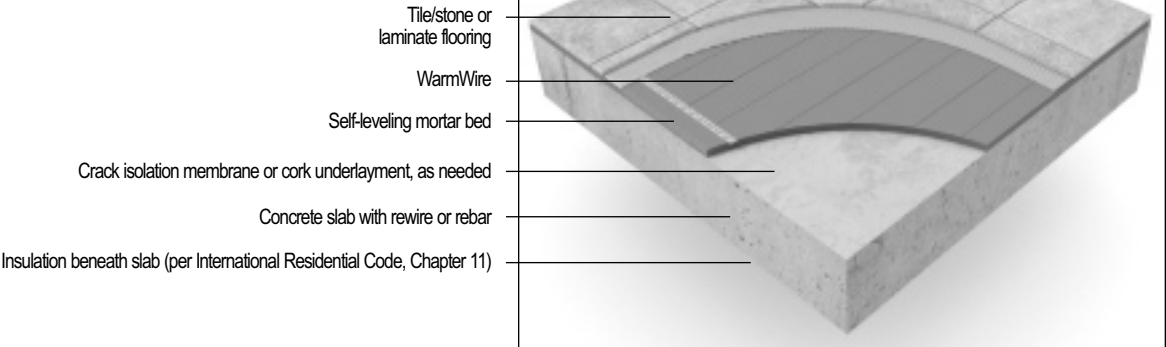 Tile/stone or
laminate flooring
WarmWire
Self-leveling mortar bed
Crack isolation membrane or cork underlayment, as needed
Concrete slab with rewire or rebar
Insulation beneath slab (per International Residential Code, Chapter 11)